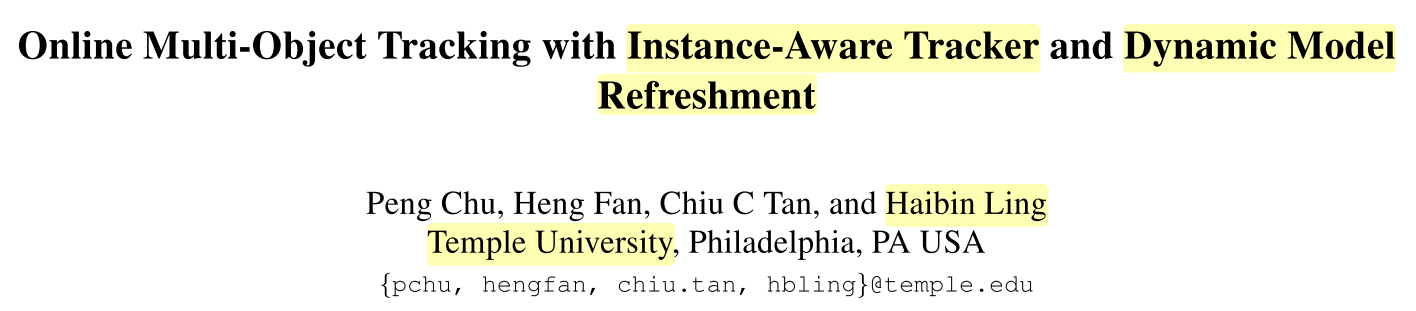 Online Multi-Object Tracking with Instance-Aware Tracker and Dynamic Model
Refreshment
Peng Chu, Heng Fan, Chiu C Tan, and Haibin Ling
Temple University, Philadelphia, PA USA
{pchu, hengfan, chiu.tan, hbling}@temple.edu